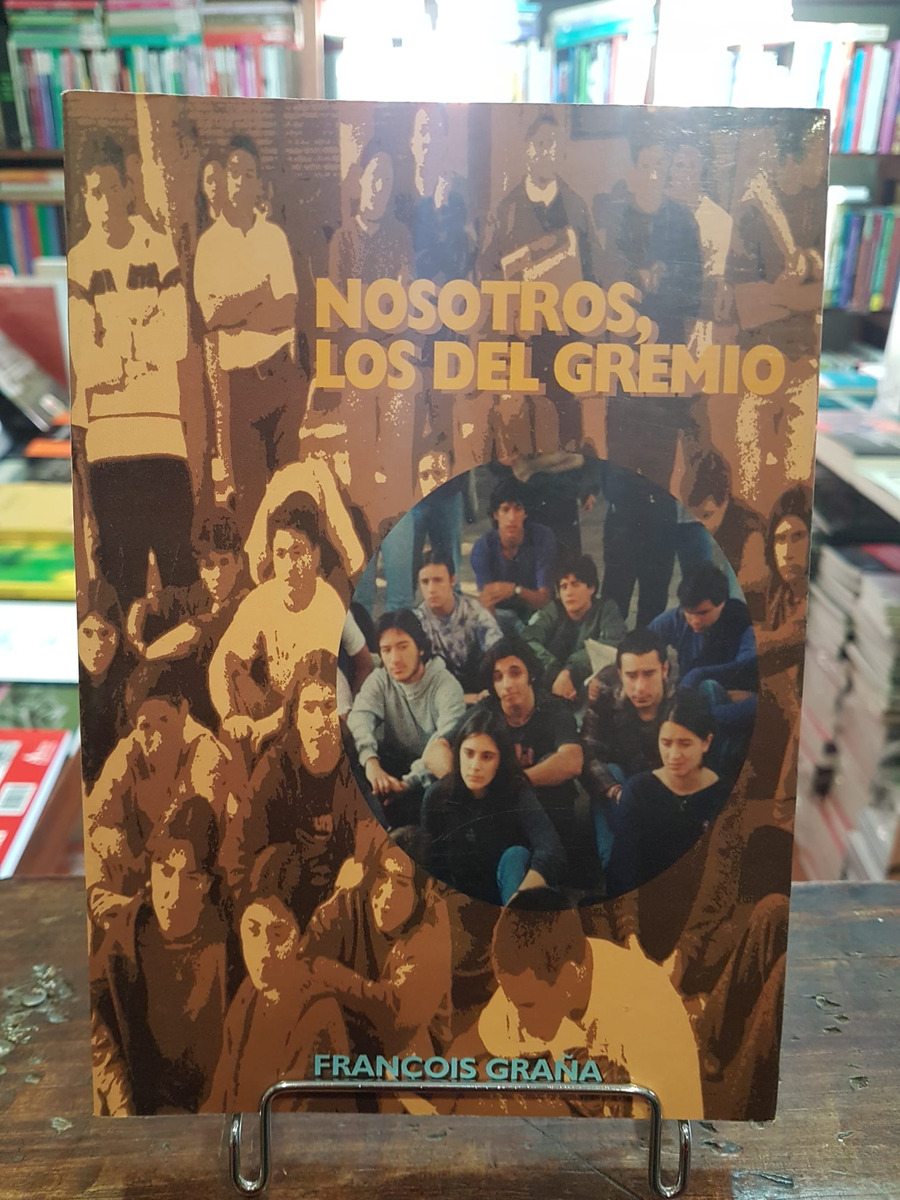 NOSOTROS,
LOS DEL GREMIO
FRANÇOIS GRAÑA